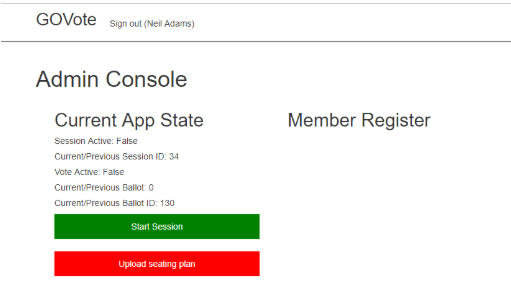 GOVote Sign out (Neil Adams)
Admin Console
Current App State
Member Register
Session Active: False
Current/Previous Session ID: 34
Vote Active: False
Current/Previous Ballot: 0
Current/Previous Ballot ID: 130
Start Session
Upload seating plan